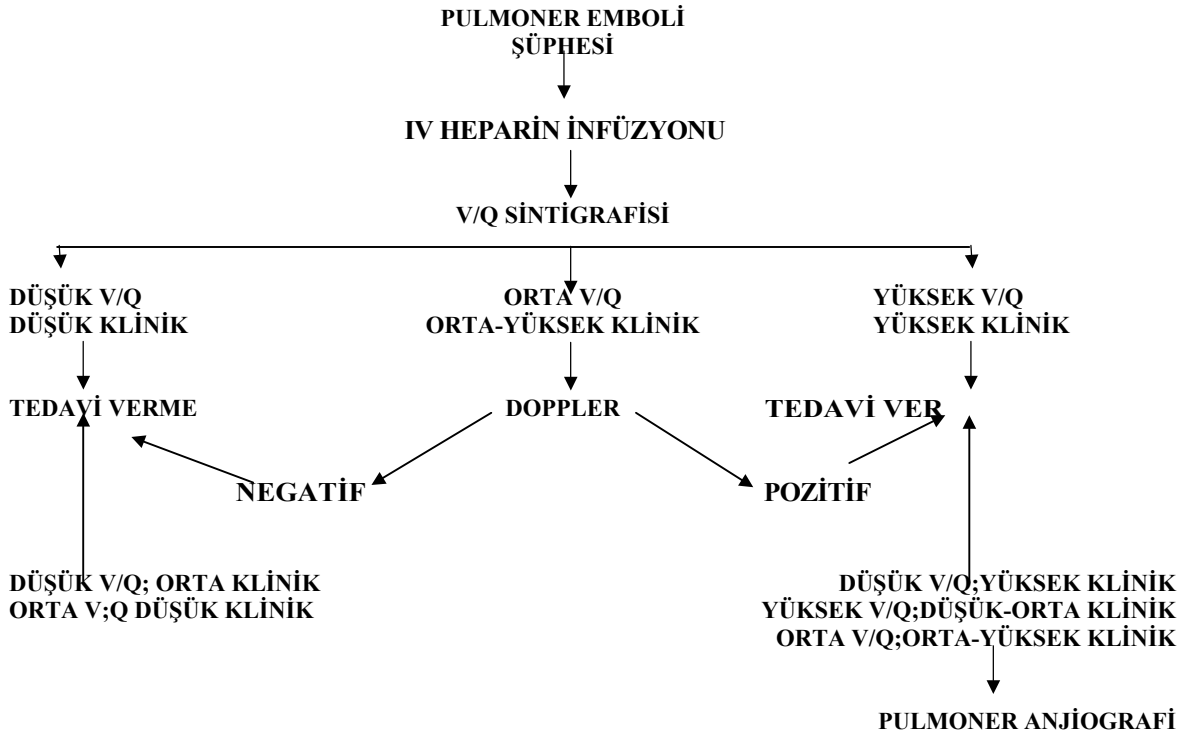 PULMONER EMBOLİ
ŞÜPHESİ
IV HEPARİN İNFÜZYONU
V/Q SİNTİGRAFİSİ
DÜŞÜK V/Q
DÜŞÜK KLİNİK
ORTA V/Q
ORTA-YÜKSEK KLİNİK
YÜKSEK V/Q
YÜKSEK KLİNİK
TEDAVİ VERME
DOPPLER
TEDAVİ VER
NEGATİF
POZİTİF
DÜŞÜK V/Q; ORTA KLİNİK
ORTA V;Q DÜŞÜK KLİNİK
DÜŞÜK V/Q;YÜKSEK KLİNİK
YÜKSEK V/Q;DÜŞÜK-ORTA KLİNİK
ORTA V/Q;ORTA-YÜKSEK KLİNİK
PULMONER ANJİOGRAFİ